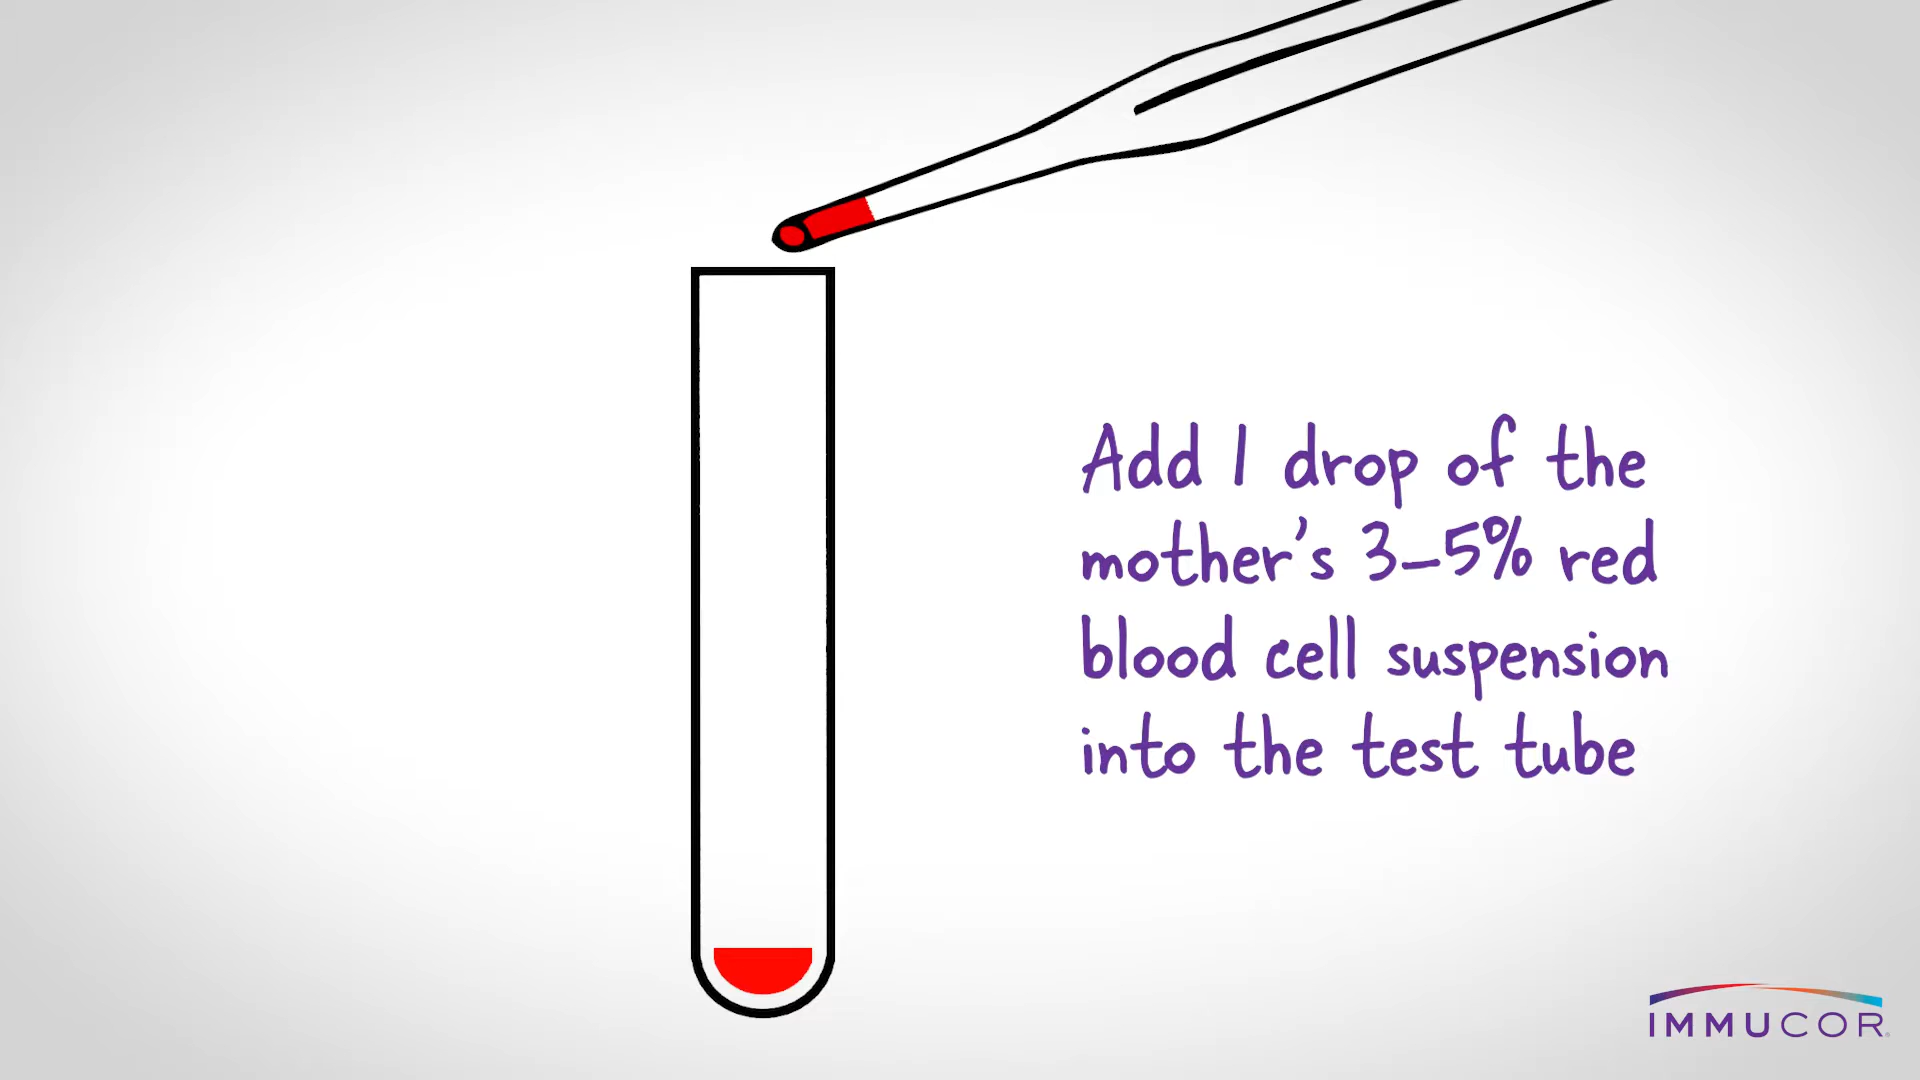 Add 1 drop of the
mother's 3-5% red
blood cell suspension
into the test tube
IMMUCOR